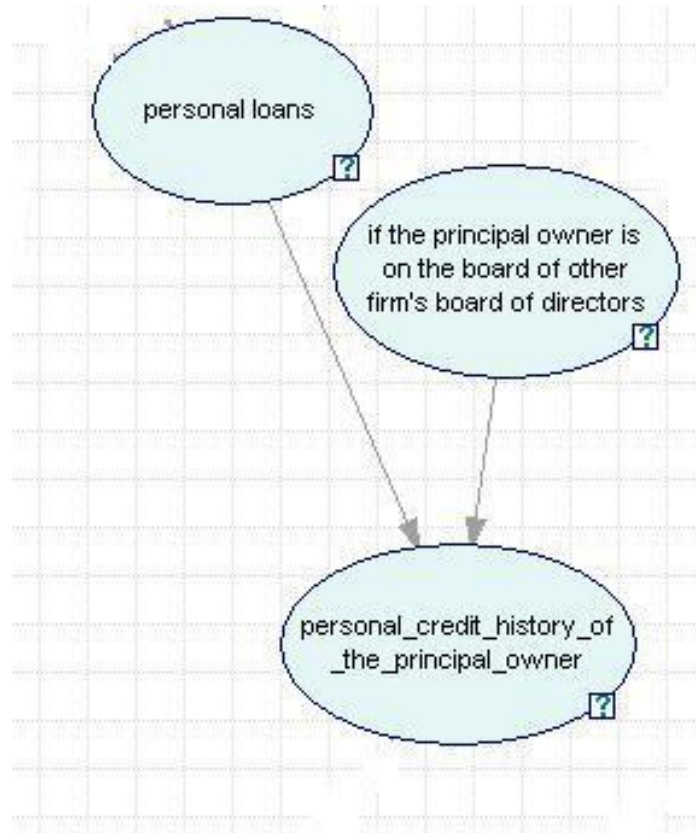 personal loans
?
if the principal owner is
on the board of other
firm's board of directors
?
personal_credit_history_of
_the_principal_owner
?